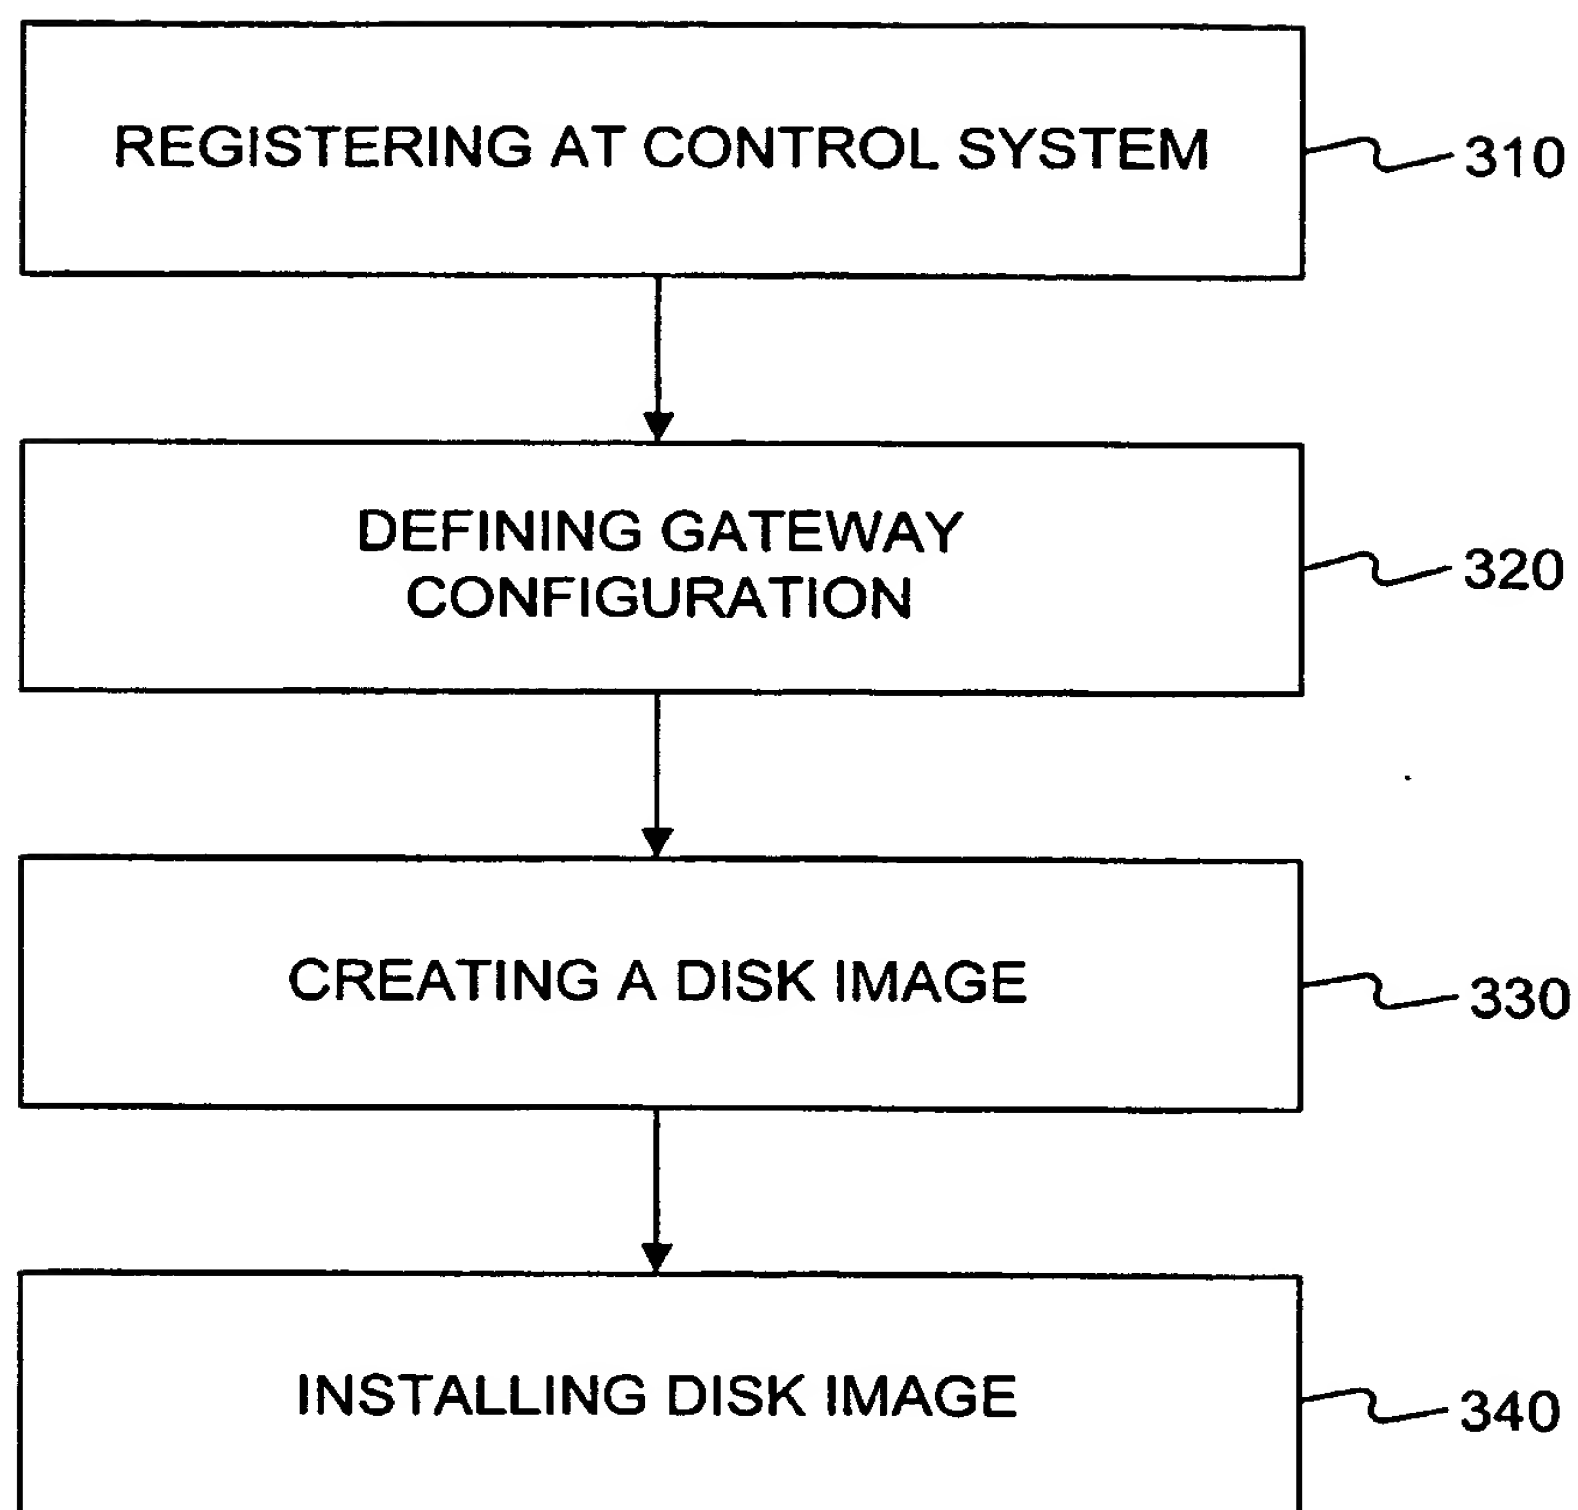 REGISTERING AT CONTROL SYSTEM
310
DEFINING GATEWAY
CONFIGURATION
320
CREATING A DISK IMAGE
330
INSTALLING DISK IMAGE
340